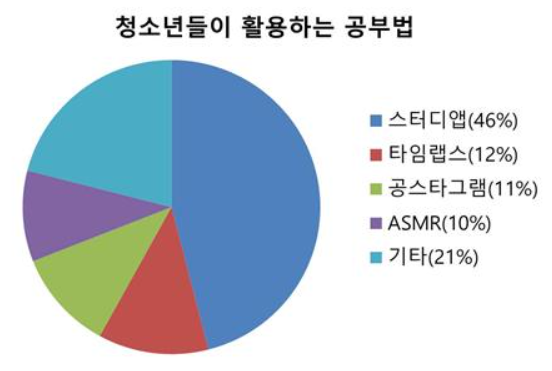 청소년들이 활용하는 공부법
스터디앱(46%)
타임랩스(12%)
공스타그램(11%)
ASMR(10%)
기타(21%)